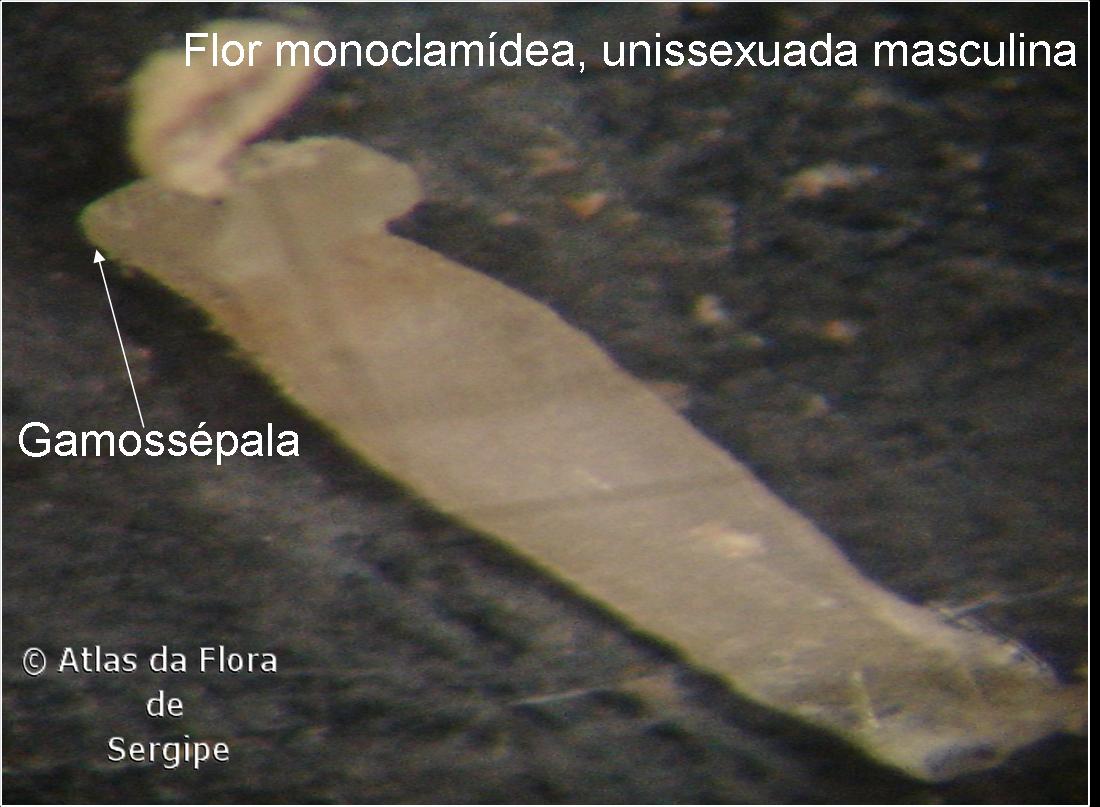 Flor monoclamídea, unissexuada masculina
Gamossépala
© Atlas da Flora
de
Sergipe